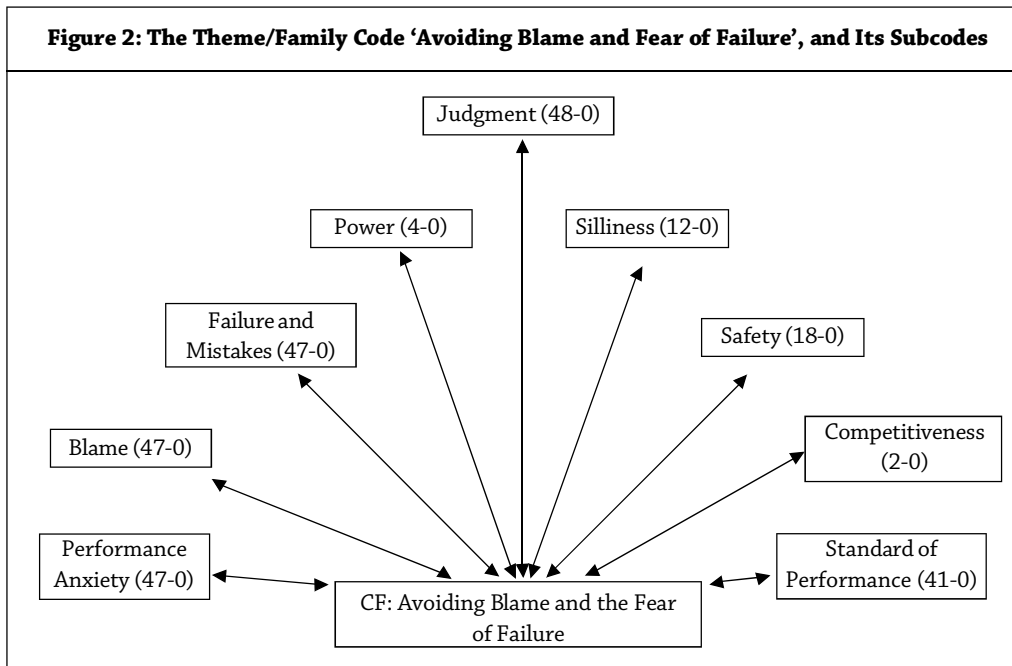 Figure 2: The Theme/Family Code ‘Avoiding Blame and Fear of Failure’, and Its Subcodes
Judgment (48-0)
Power (4-0)
Silliness (12-0)
Failure and
Mistakes (47-0)
Safety (18-0)
Blame (47-0)
Competitiveness
(2-0)
Performance
Anxiety (47-0)
Standard of
Performance (41-0)
CF: Avoiding Blame and the Fear
of Failure